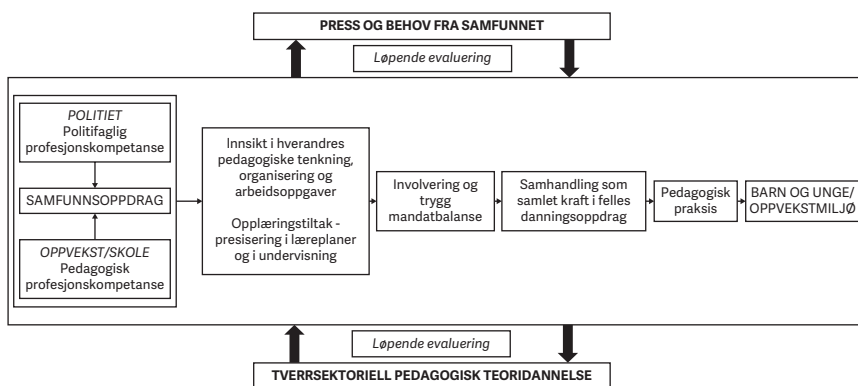 PRESS OG BEHOV FRA SAMFUNNET
Løpende evaluering
POLITIET
Politifaglig
profesjonskompetanse
SAMFUNNSOPPDRAG
OPPVEKST/SKOLE
Pedagogisk
profesjonskompetanse
Innsikt i hverandres
pedagogiske tenkning,
organisering og
arbeidsoppgaver
Opplæringstiltak -
presisering i læreplaner
og i undervisning
Involvering og
trygg
mandatbalanse
Samhandling som
samlet kraft i felles
danningsoppdrag
Pedagogisk
praksis
BARN OG UNGE/
OPPVEKSTMILJØ
Løpende evaluering
TVERRSEKTORIELL PEDAGOGISK TEORIDANNELSE